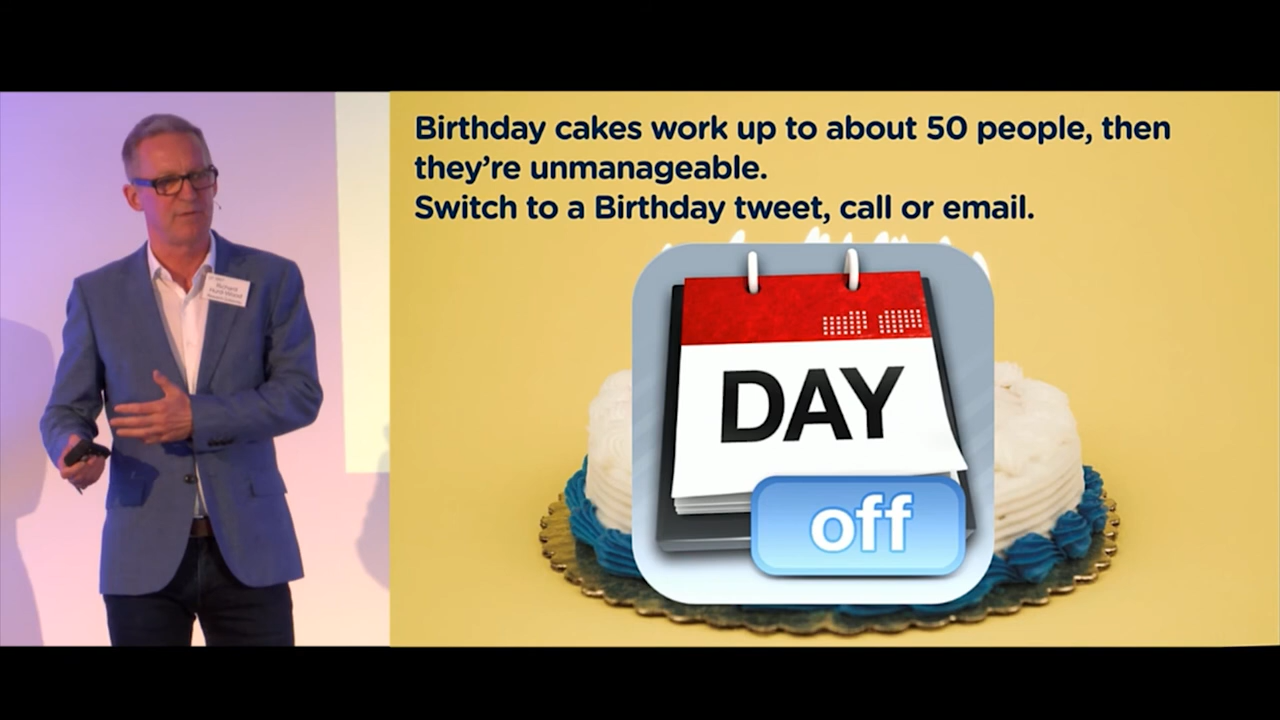 Birthday cakes work up to about 50 people, then
they're unmanageable.
Switch to a Birthday tweet, call or email.
DAY
off
Richard